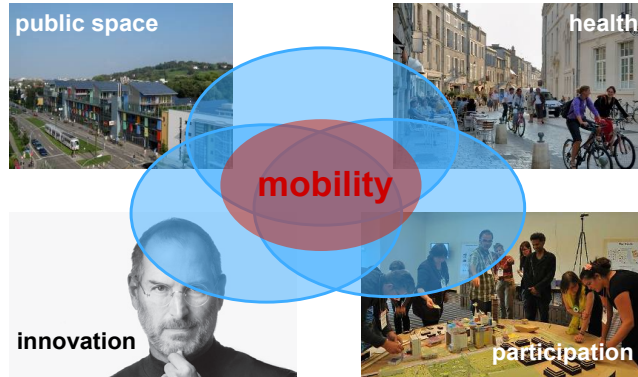 public space
health
mobility
innovation
participation